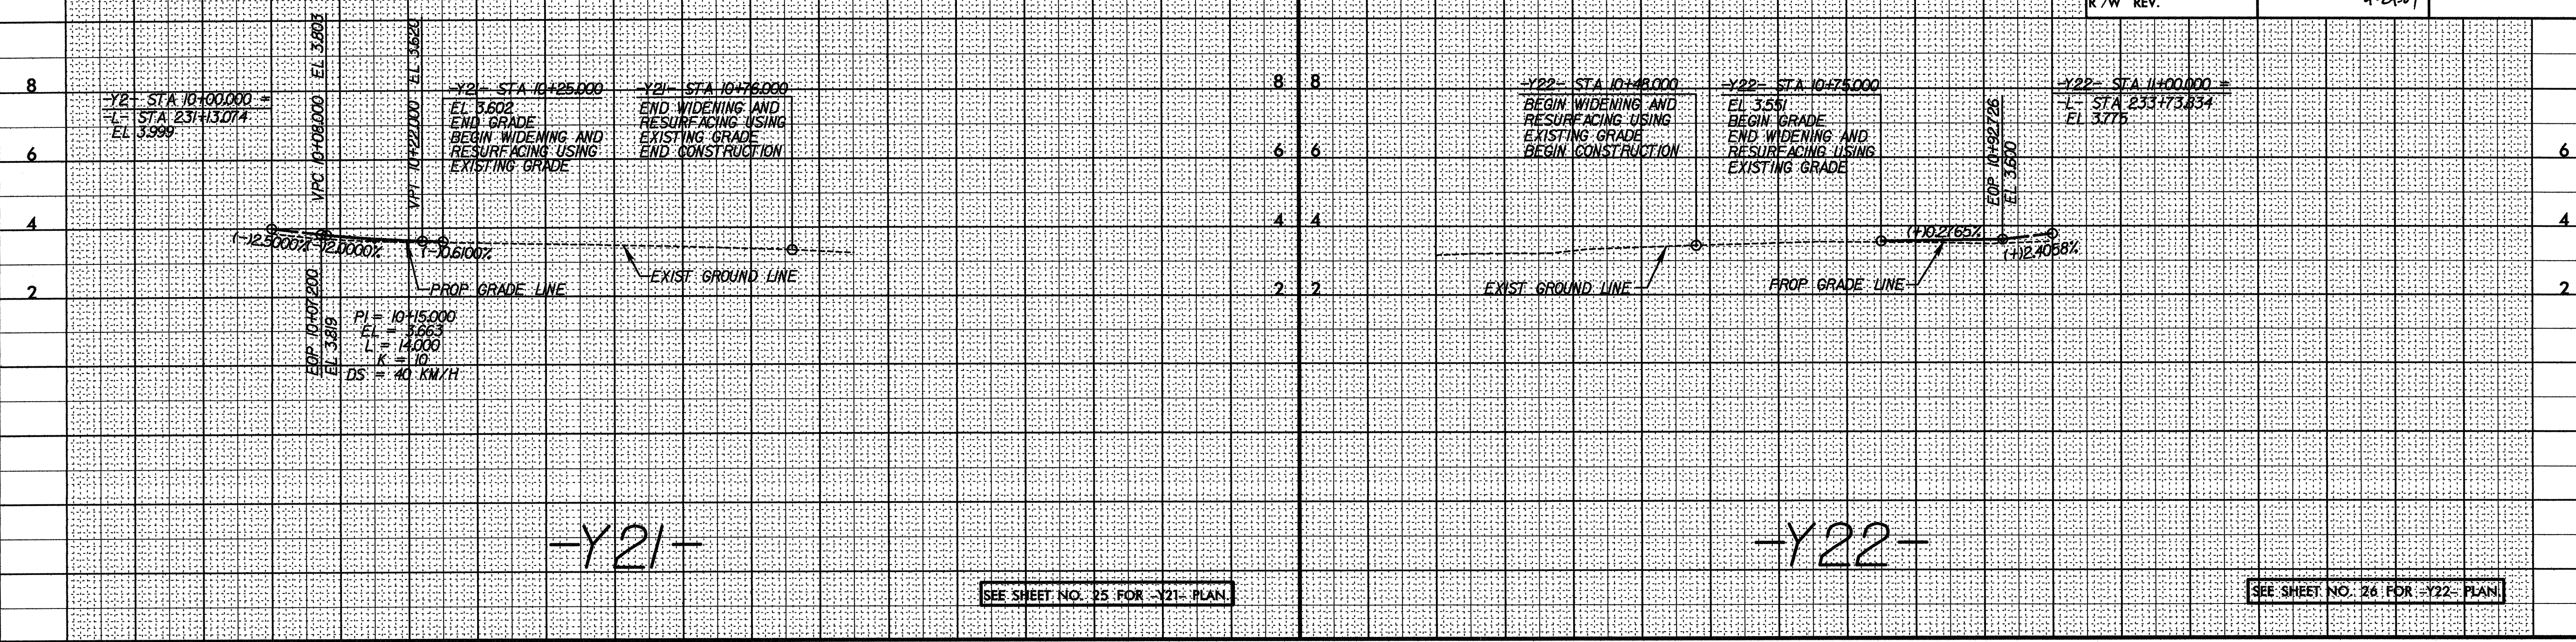 R/W REV.
8
6
4
2
-Y21- STA 10+00.000 =
-L- STA 231+13.074
EL 3.999
VPC 10+08.000 EL 3.803
VPI 10+22.000 EL 3.620
-Y21- STA 10+25.000
EL 3.602
END GRADE
BEGIN WIDENING AND
RESURFACING USING
EXISTING GRADE
-Y21- STA 10+76.000
END WIDENING AND
RESURFACING USING
EXISTING GRADE
END CONSTRUCTION
(-)2.5000%
(-)2.0000%
(-)0.6100%
PROP GRADE LINE
EXIST GROUND LINE
EOP 10+07.200
EL 3.819
PI = 10+15.000
EL = 3.663
L = 14.000
K = 10
DS = 40 KM/H
-Y21-
SEE SHEET NO. 25 FOR -Y21- PLAN.
8 8
6 6
4 4
2 2
-Y22- STA 10+48.000
BEGIN WIDENING AND
RESURFACING USING
EXISTING GRADE
BEGIN CONSTRUCTION
-Y22- STA 10+75.000
EL 3.551
BEGIN GRADE
END WIDENING AND
RESURFACING USING
EXISTING GRADE
EOP 10+92.726
EL 3.600
-Y22- STA 11+00.000 =
-L- STA 233+73.834
EL 3.775
(+)0.2765%
(+)2.4058%
EXIST GROUND LINE
PROP GRADE LINE
-Y22-
SEE SHEET NO. 26 FOR -Y22- PLAN.
6
2